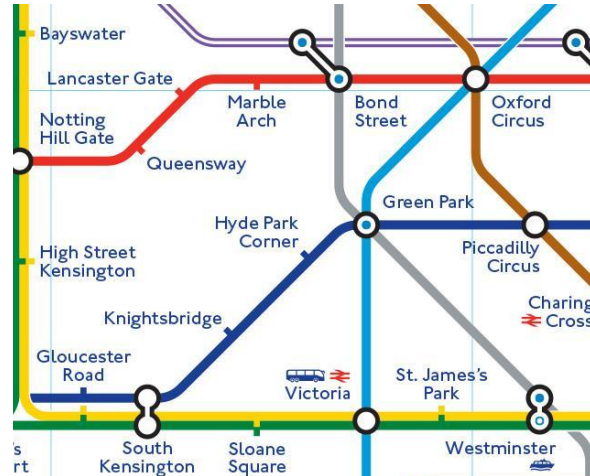 Bayswater
Lancaster Gate
Marble
Arch
Bond
Street
Oxford
Circus
Notting
Hill Gate
Queensway
Green Park
Hyde Park
Corner
Piccadilly
Circus
High Street
Kensington
Charing
Cross
Knightsbridge
Gloucester
Road
Victoria
St. James's
Park
's
rt
South
Kensington
Sloane
Square
Westminster